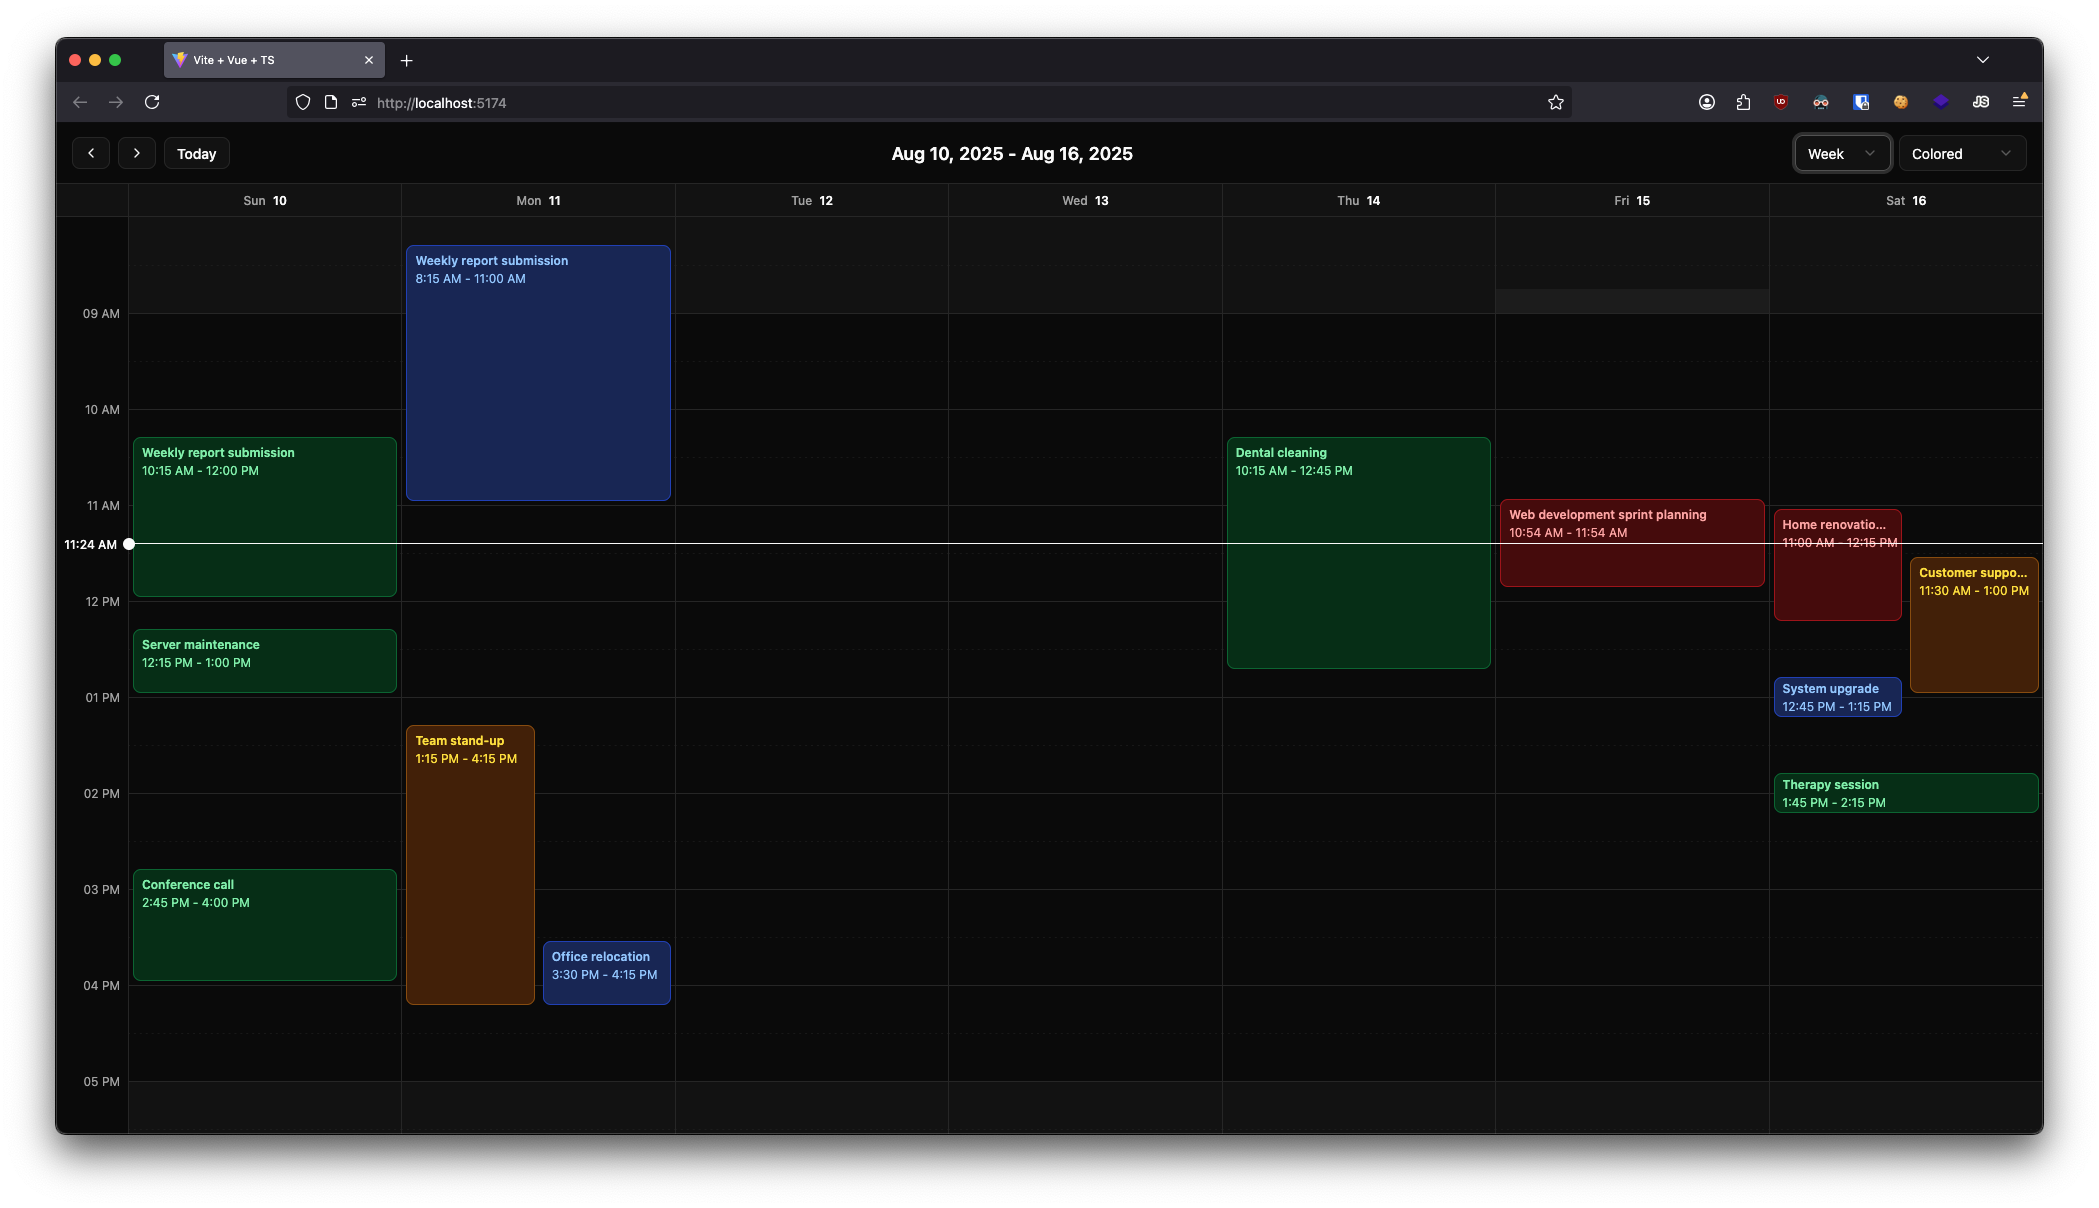 Vite + Vue + TS
http://localhost:5174
Today
Aug 10, 2025 - Aug 16, 2025
Week
Colored
Sun 10
Mon 11
Tue 12
Wed 13
Thu 14
Fri 15
Sat 16
09 AM
10 AM
11 AM
11:24 AM
12 PM
01 PM
02 PM
03 PM
04 PM
05 PM
Weekly report submission
10:15 AM - 12:00 PM
Server maintenance
12:15 PM - 1:00 PM
Conference call
2:45 PM - 4:00 PM
Weekly report submission
8:15 AM - 11:00 AM
Team stand-up
1:15 PM - 4:15 PM
Office relocation
3:30 PM - 4:15 PM
Dental cleaning
10:15 AM - 12:45 PM
Web development sprint planning
10:54 AM - 11:54 AM
Home renovatio...
11:00 AM - 12:15 PM
Customer suppo...
11:30 AM - 1:00 PM
System upgrade
12:45 PM - 1:15 PM
Therapy session
1:45 PM - 2:15 PM